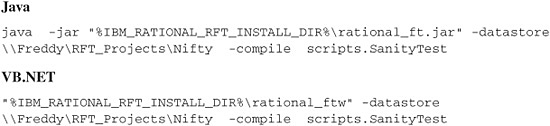 Java
java  -jar "%IBM_RATIONAL_RFT_INSTALL_DIR%\rational_ft.jar" -datastore
\\Freddy\RFT_Projects\Nifty  -compile  scripts.SanityTest
VB.NET
"%IBM_RATIONAL_RFT_INSTALL_DIR%\rational_ftw" -datastore
\\Freddy\RFT_Projects\Nifty  -compile  scripts.SanityTest